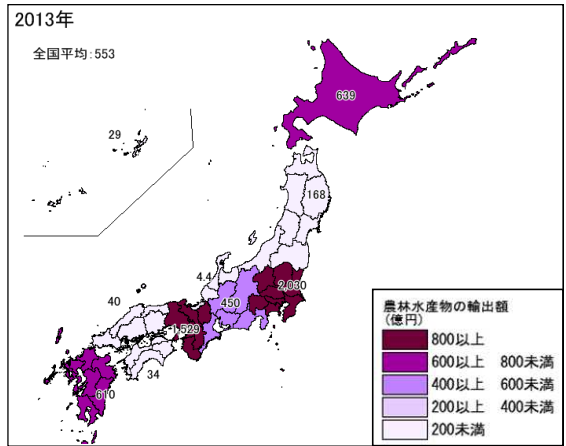 2013年
全国平均:553
639
29
168
4.4
2,030
450
40
1,529
34
610
農林水産物の輸出額
(億円)
800以上
600以上 800未満
400以上 600未満
200以上 400未満
200未満